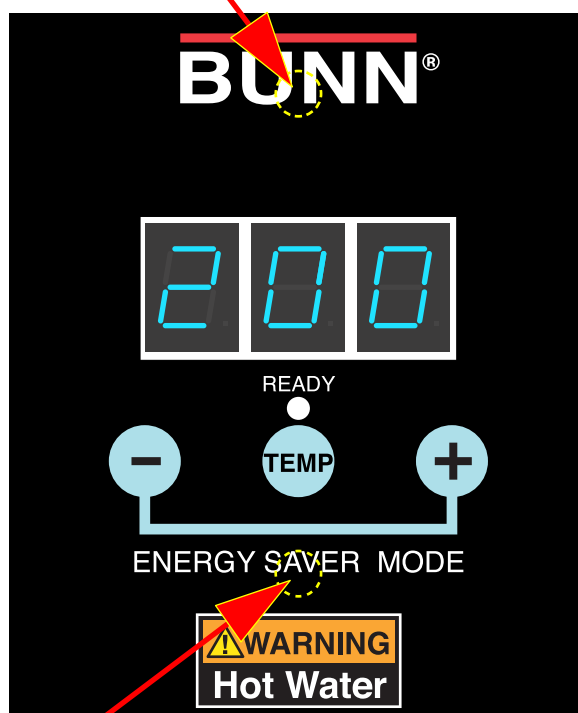 BUNN®
200
READY
- TEMP +
ENERGY SAVER MODE
WARNING
Hot Water